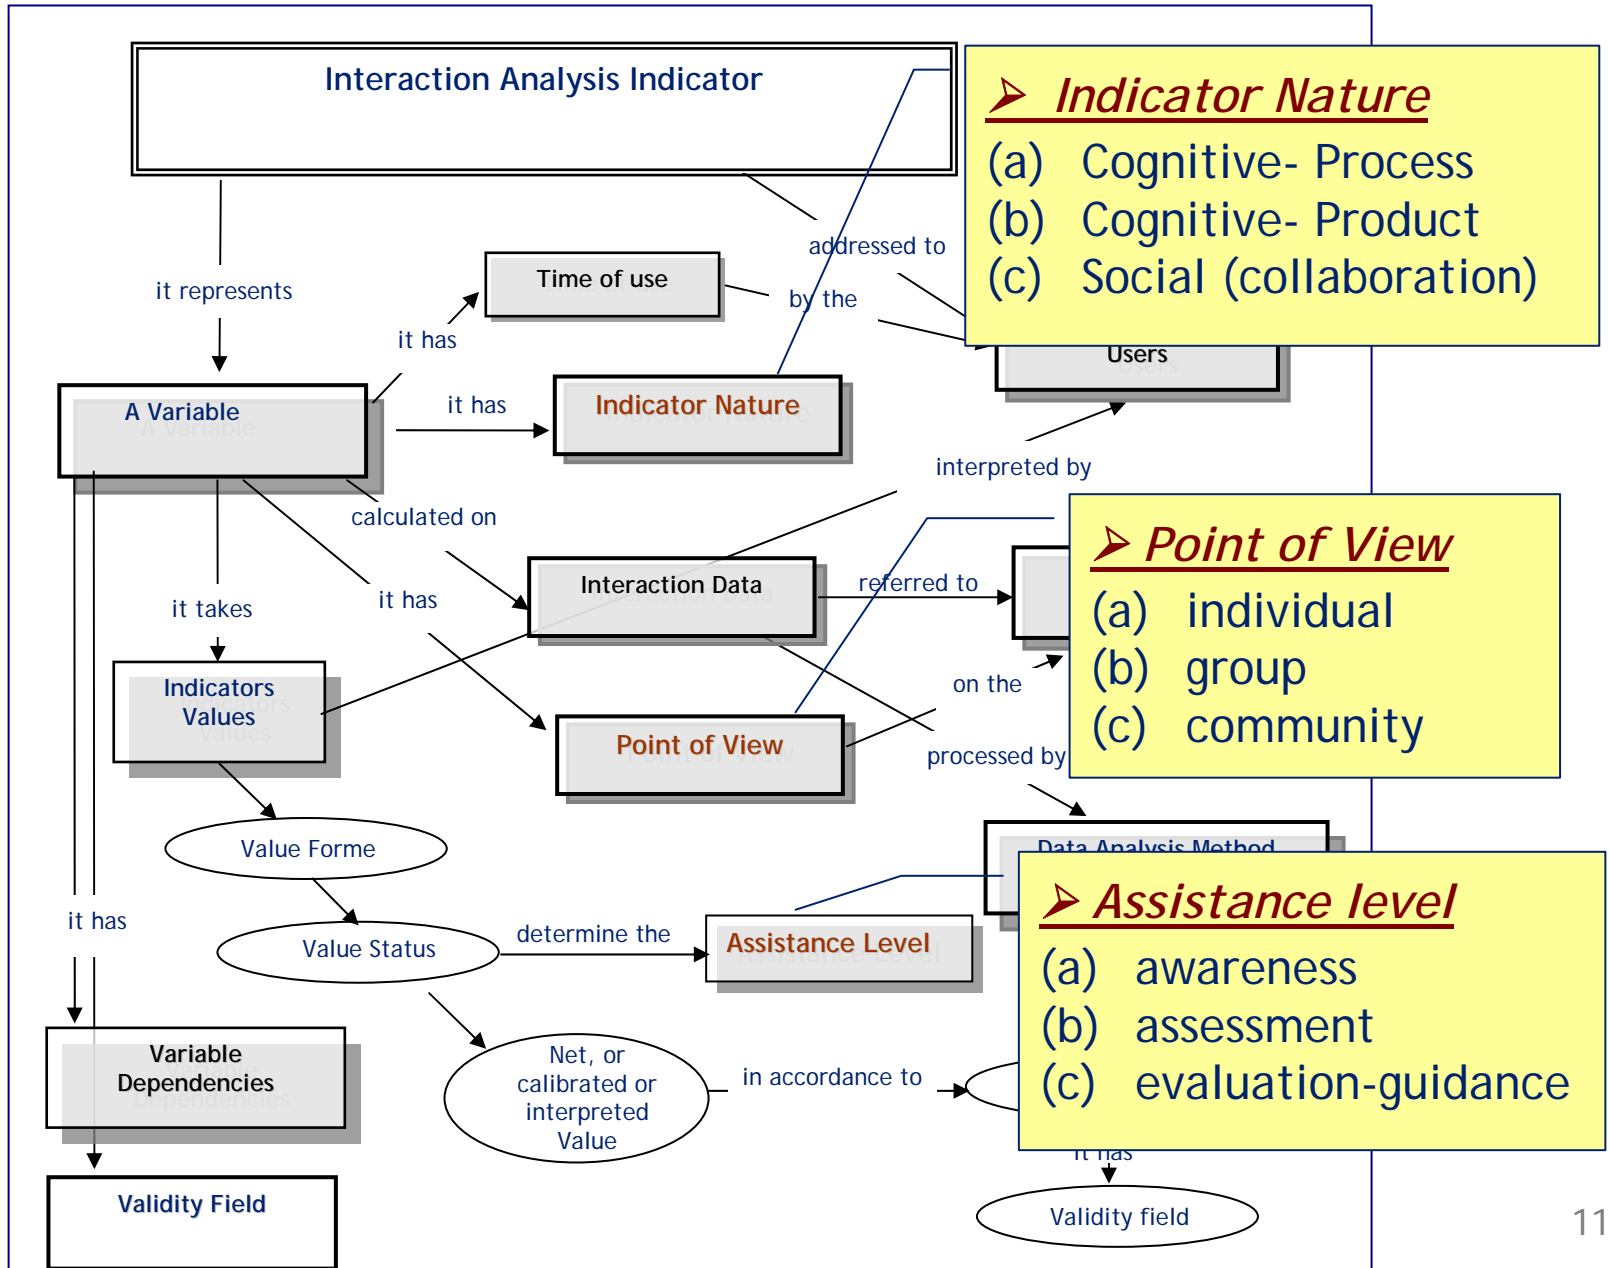 Interaction Analysis Indicator
➢ Indicator Nature
(a) Cognitive- Process
(b) Cognitive- Product
(c) Social (collaboration)
addressed to
Time of use
it represents
by the
it has
Users
A Variable
it has
Indicator Nature
interpreted by
calculated on
➢ Point of View
(a) individual
(b) group
(c) community
Interaction Data
referred to
it takes
it has
Indicators
Values
on the
Point of View
processed by
Value Forme
Data Analysis Method
➢ Assistance level
(a) awareness
(b) assessment
(c) evaluation-guidance
it has
Value Status
determine the
Assistance Level
Variable
Dependencies
Net, or
calibrated or
interpreted
Value
in accordance to
it has
Validity Field
Validity field
11